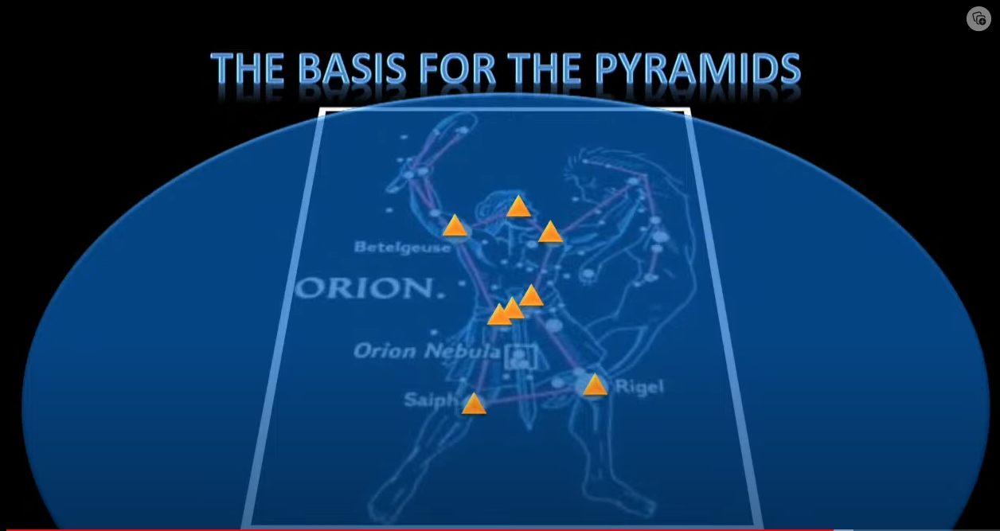 THE BASIS FOR THE PYRAMIDS
Betelgeuse
ORION.
Orion Nebula
Saiph
Rigel